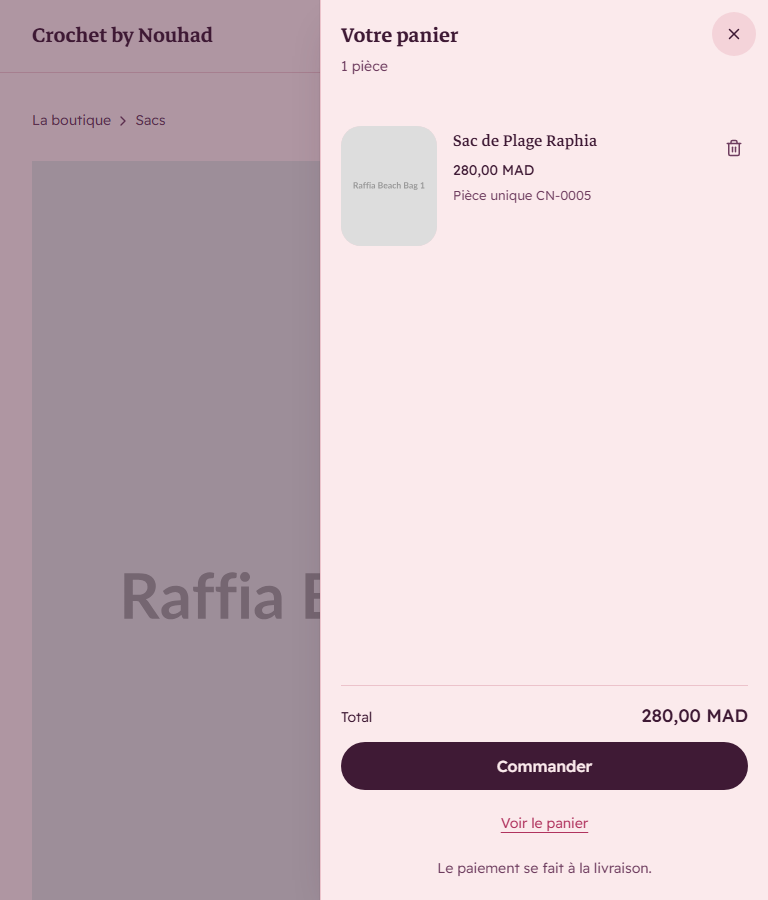 Crochet by Nouhad
Votre panier
1 pièce
La boutique > Sacs
Raffia Beach Bag 1
Sac de Plage Raphia
280,00 MAD
Pièce unique CN-0005
Raffia
Total
280,00 MAD
Commander
Voir le panier
Le paiement se fait à la livraison.